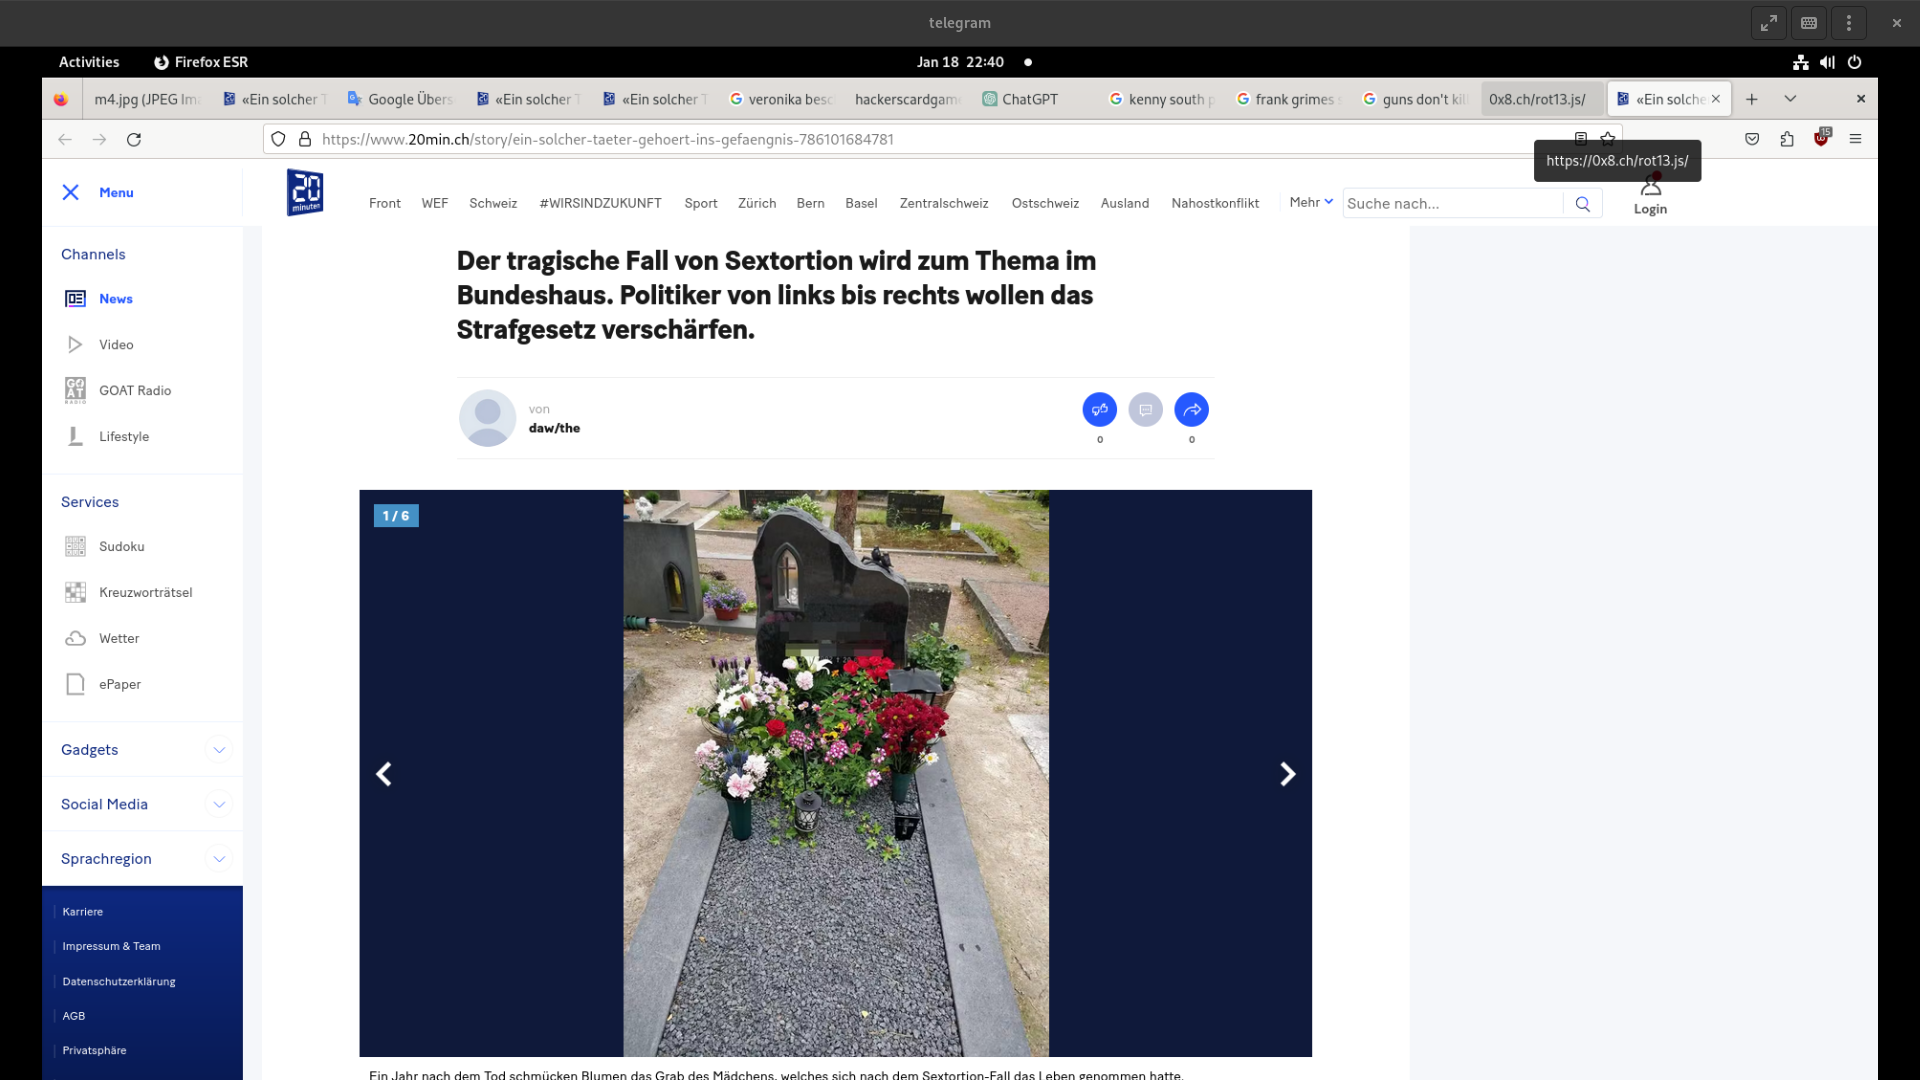 telegram
Activities
Firefox ESR
Jan 18 22:40
m4.jpg (JPEG Im
«Ein solcher T
Google Übers
«Ein solcher T
«Ein solcher T
veronika besc
hackerscardgam
ChatGPT
kenny south p
frank grimes s
guns don't kil
0x8.ch/rot13.js/
«Ein solche
https://www.20min.ch/story/ein-solcher-taeter-gehoert-ins-gefaengnis-786101684781
15
https://0x8.ch/rot13.js/
Menu
20
minuten
Front
WEF
Schweiz
#WIRSINDZUKUNFT
Sport
Zürich
Bern
Basel
Zentralschweiz
Ostschweiz
Ausland
Nahostkonflikt
Mehr
Suche nach...
Login
Channels
News
Video
GOAT Radio
Lifestyle
Services
Sudoku
Kreuzworträtsel
Wetter
ePaper
Gadgets
Social Media
Sprachregion
Karriere
Impressum & Team
Datenschutzerklärung
AGB
Privatsphäre
Der tragische Fall von Sextortion wird zum Thema im
Bundeshaus. Politiker von links bis rechts wollen das
Strafgesetz verschärfen.
von
daw/the
0
0
1 / 6
Ein Jahr nach dem Tod schmücken Blumen das Grab des Mädchens, welches sich nach dem Sextortion-Fall das Leben genommen hatte.